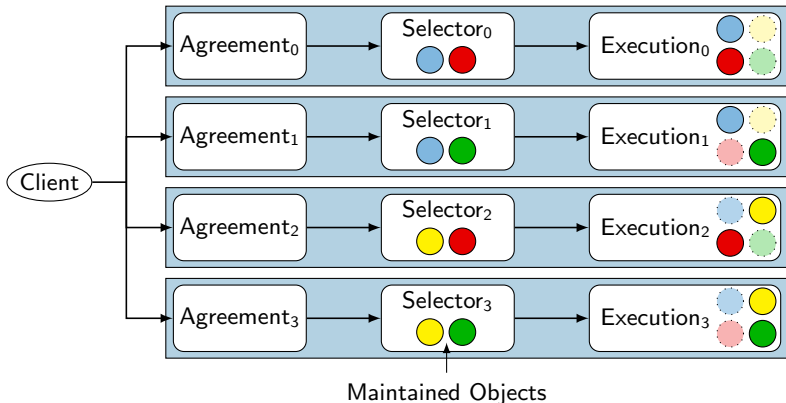 Agreement₀
Selector₀
Execution₀
Agreement₁
Selector₁
Execution₁
Client
Agreement₂
Selector₂
Execution₂
Agreement₃
Selector₃
Execution₃
Maintained Objects